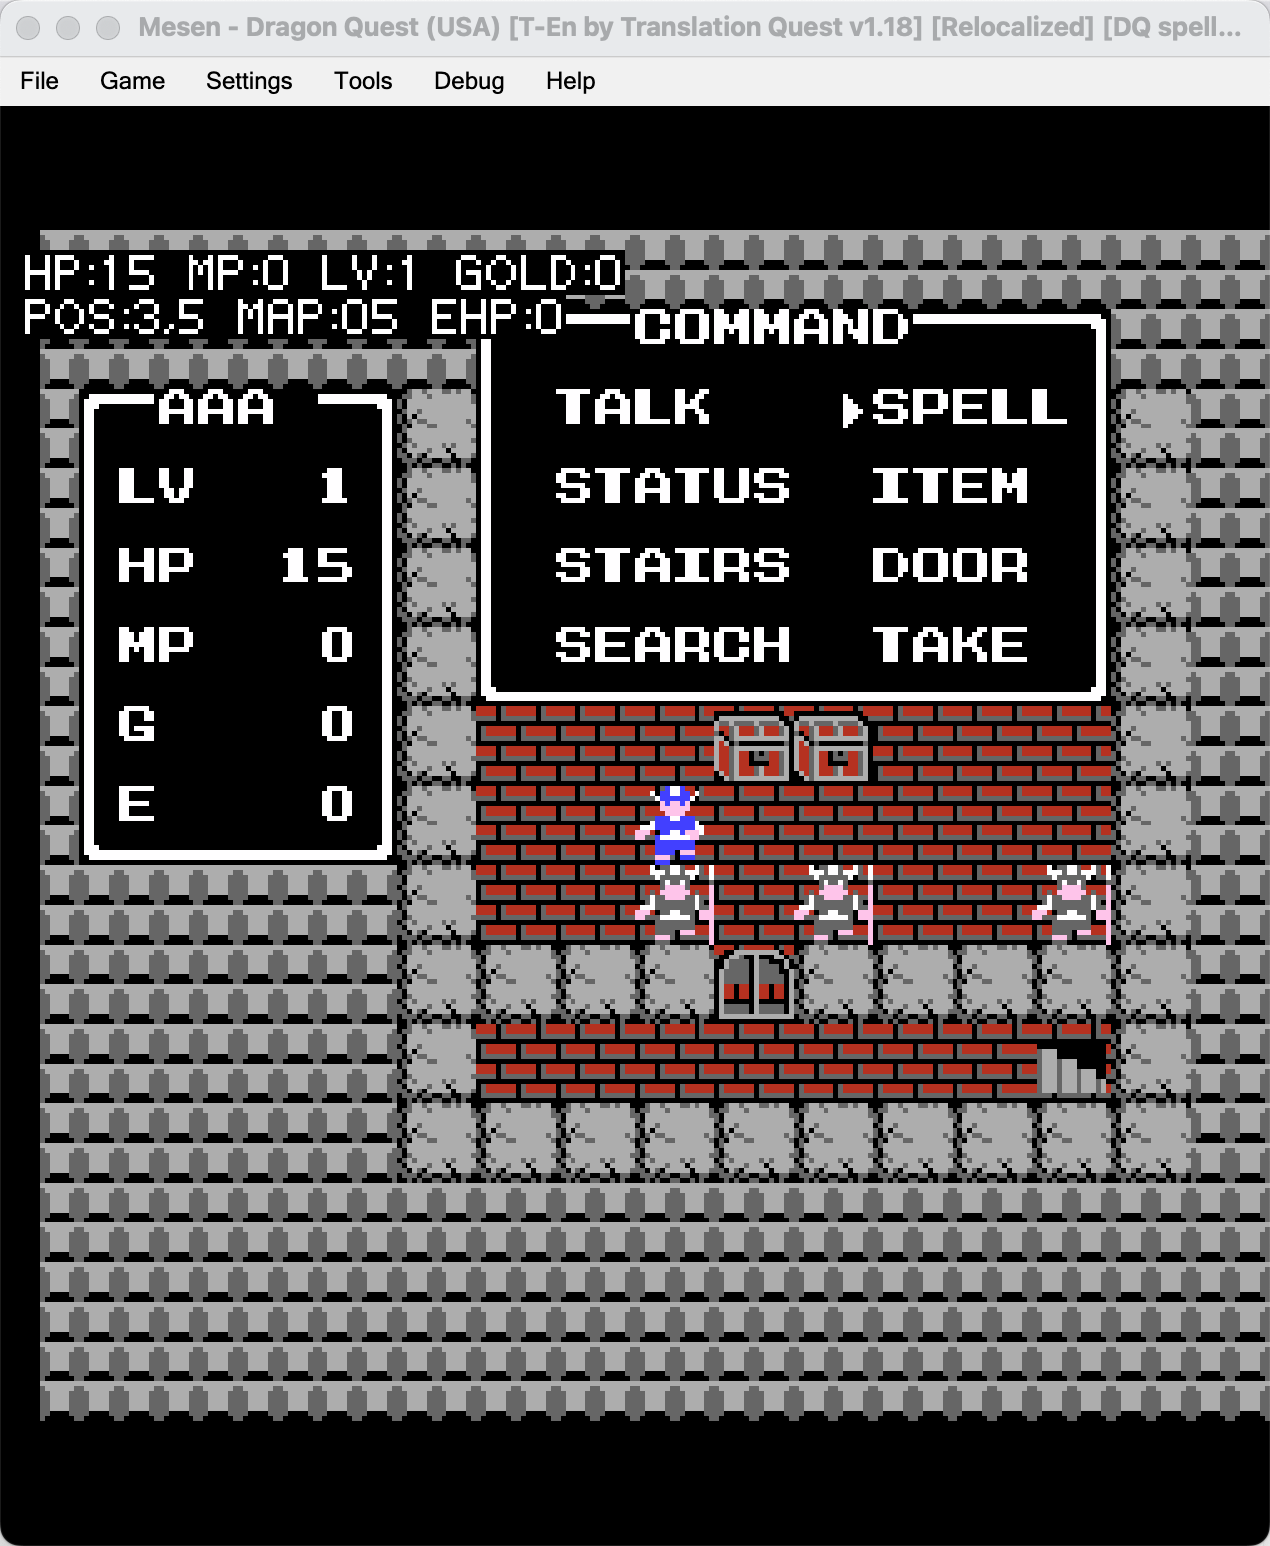 Mesen - Dragon Quest (USA) [T-En by Translation Quest v1.18] [Relocalized] [DQ spell...
File Game Settings Tools Debug Help
HP:15 MP:0 LV:1 GOLD:0
POS:3,5 MAP:05 EHP:0
COMMAND
TALK SPELL
STATUS ITEM
STAIRS DOOR
SEARCH TAKE
AAA
LV 1
HP 15
MP 0
G 0
E 0